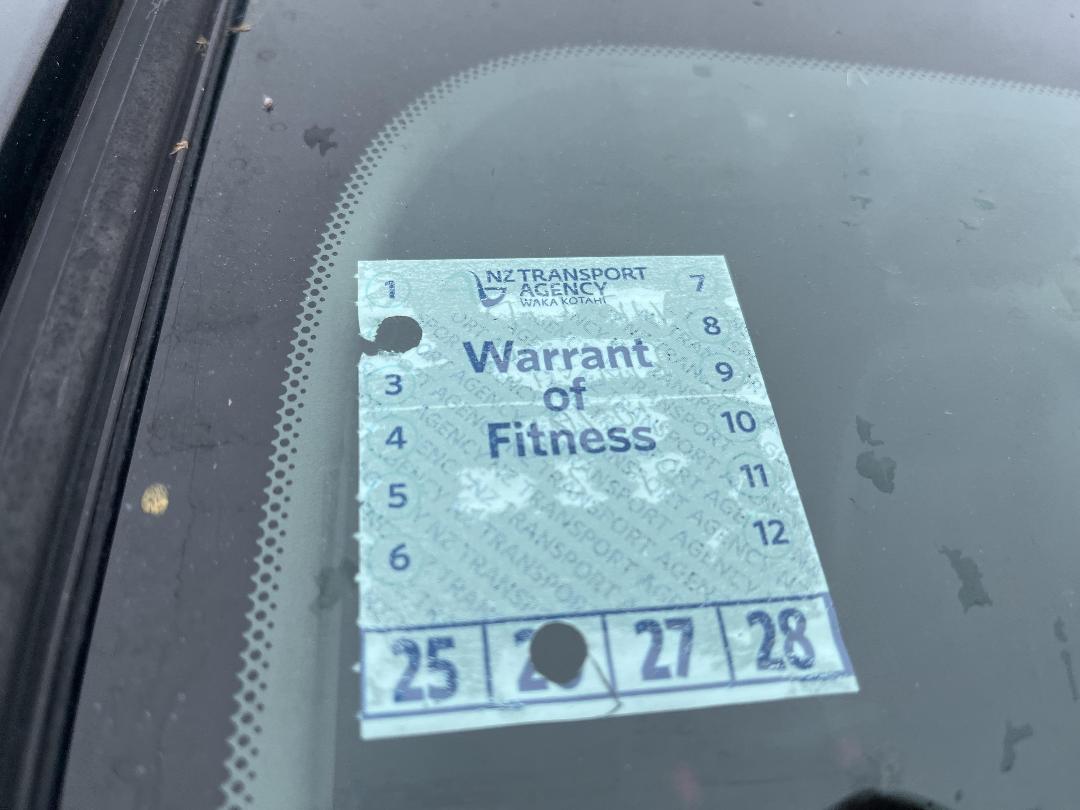 NZ TRANSPORT
AGENCY
WAKA KOTAHI
1
7
8
Warrant
of
Fitness
3
9
4
10
5
11
6
12
25
27
28